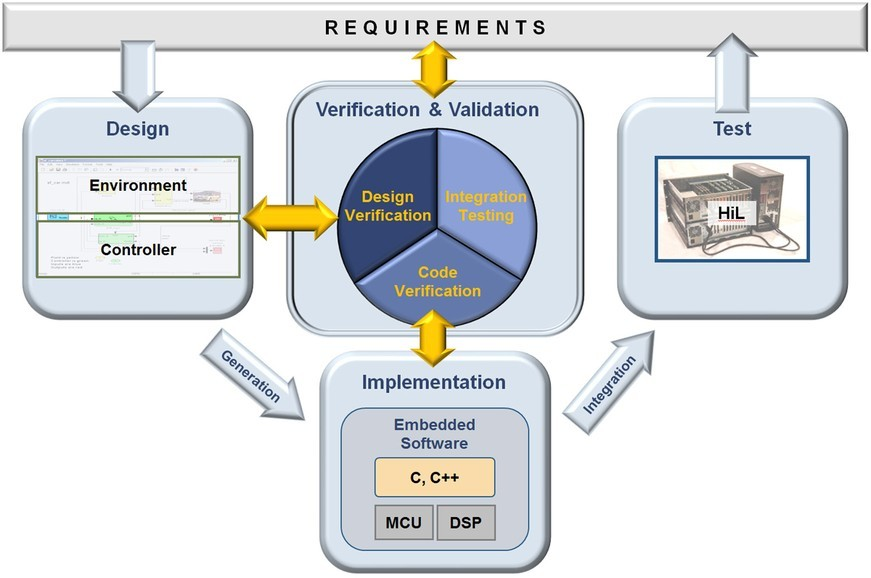 REQUIREMENTS
Design
Environment
Controller
Verification & Validation
Design
Verification
Integration
Testing
Code
Verification
Test
HiL
Generation
Integration
Implementation
Embedded
Software
C, C++
MCU
DSP